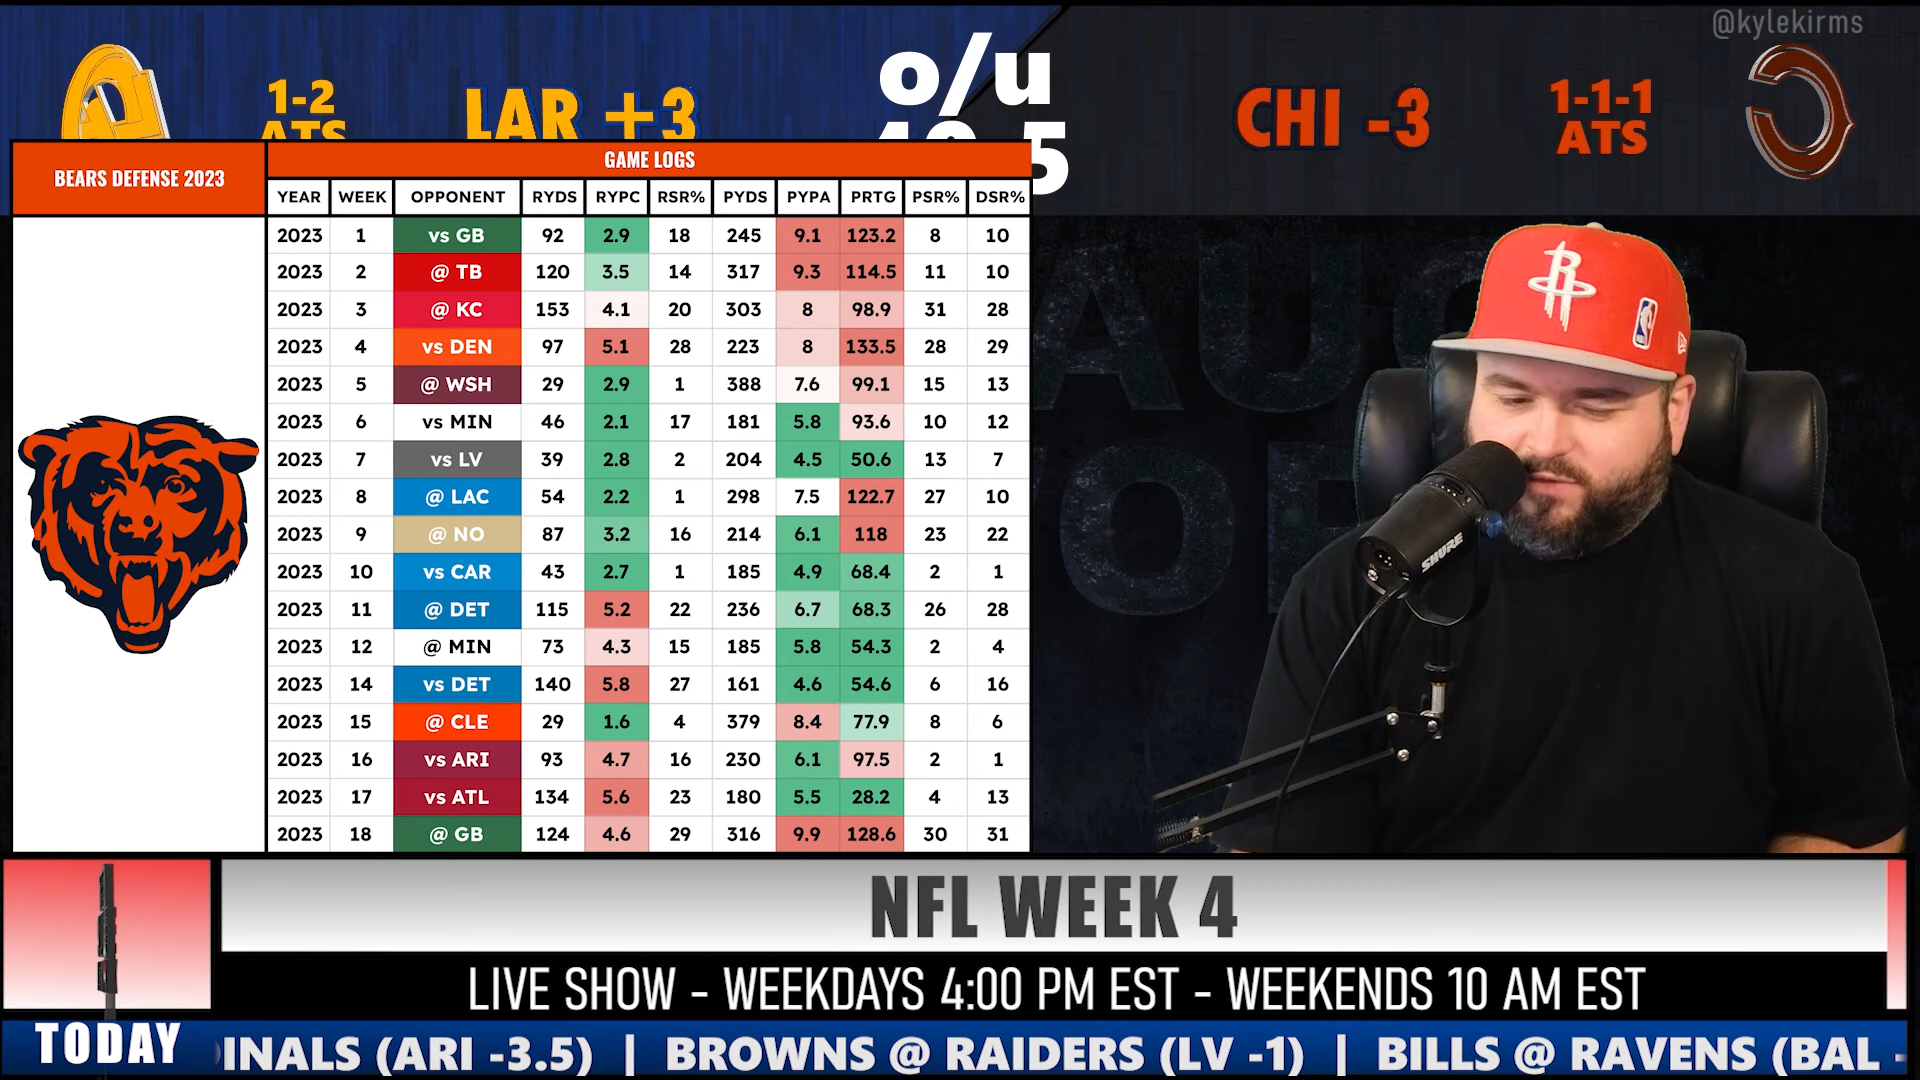 @kylekirms
1-2
ATS
LAR +3
o/u
5
CHI -3
1-1-1
ATS
BEARS DEFENSE 2023
GAME LOGS
YEAR WEEK OPPONENT RYDS RYPC RSR% PYDS PYPA PRTG PSR% DSR%
2023 1 vs GB 92 2.9 18 245 9.1 123.2 8 10
2023 2 @ TB 120 3.5 14 317 9.3 114.5 11 10
2023 3 @ KC 153 4.1 20 303 8 98.9 31 28
2023 4 vs DEN 97 5.1 28 223 8 133.5 28 29
2023 5 @ WSH 29 2.9 1 388 7.6 99.1 15 13
2023 6 vs MIN 46 2.1 17 181 5.8 93.6 10 12
2023 7 vs LV 39 2.8 2 204 4.5 50.6 13 7
2023 8 @ LAC 54 2.2 1 298 7.5 122.7 27 10
2023 9 @ NO 87 3.2 16 214 6.1 118 23 22
2023 10 vs CAR 43 2.7 1 185 4.9 68.4 2 1
2023 11 @ DET 115 5.2 22 236 6.7 68.3 26 28
2023 12 @ MIN 73 4.3 15 185 5.8 54.3 2 4
2023 14 vs DET 140 5.8 27 161 4.6 54.6 6 16
2023 15 @ CLE 29 1.6 4 379 8.4 77.9 8 6
2023 16 vs ARI 93 4.7 16 230 6.1 97.5 2 1
2023 17 vs ATL 134 5.6 23 180 5.5 28.2 4 13
2023 18 @ GB 124 4.6 29 316 9.9 128.6 30 31
R
SHURE
NFL WEEK 4
LIVE SHOW - WEEKDAYS 4:00 PM EST - WEEKENDS 10 AM EST
TODAY
INALS (ARI -3.5) | BROWNS @ RAIDERS (LV -1) | BILLS @ RAVENS (BAL -